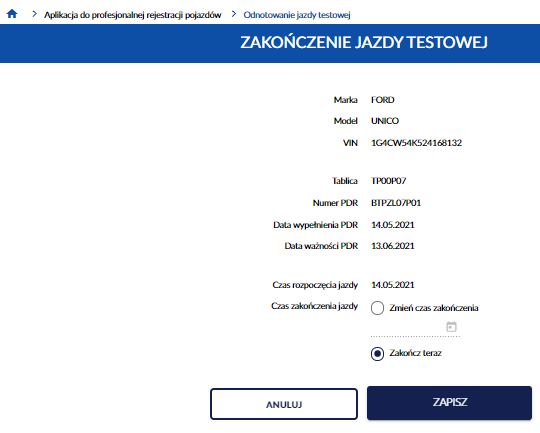 Aplikacja do profesjonalnej rejestracji pojazdów > Odnotowanie jazdy testowej
ZAKOŃCZENIE JAZDY TESTOWEJ
Marka FORD
Model UNICO
VIN 1G4CW54K524168132
Tablica TP00P07
Numer PDR BTPZL07P01
Data wypełnienia PDR 14.05.2021
Data ważności PDR 13.06.2021
Czas rozpoczęcia jazdy 14.05.2021
Czas zakończenia jazdy Zmień czas zakończenia
Zakończ teraz
ANULUJ ZAPISZ